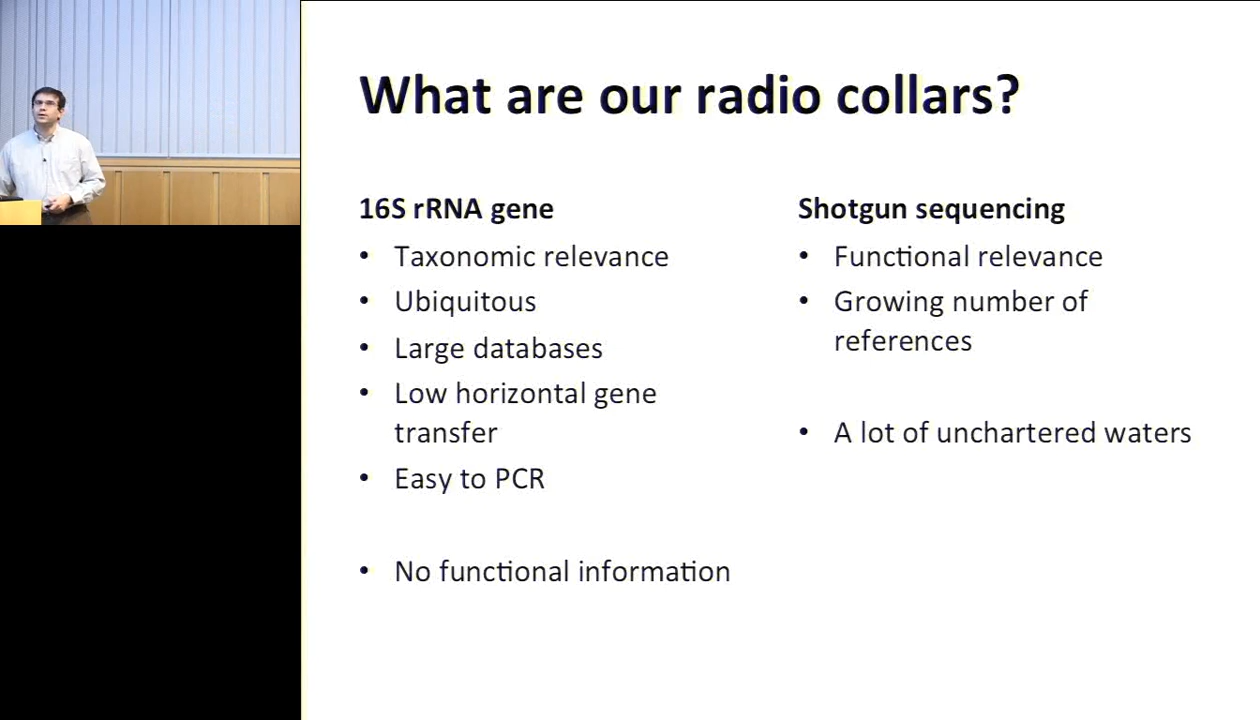 What are our radio collars?
16S rRNA gene
• Taxonomic relevance
• Ubiquitous
• Large databases
• Low horizontal gene
transfer
• Easy to PCR
• No functional information
Shotgun sequencing
• Functional relevance
• Growing number of
references
• A lot of unchartered waters